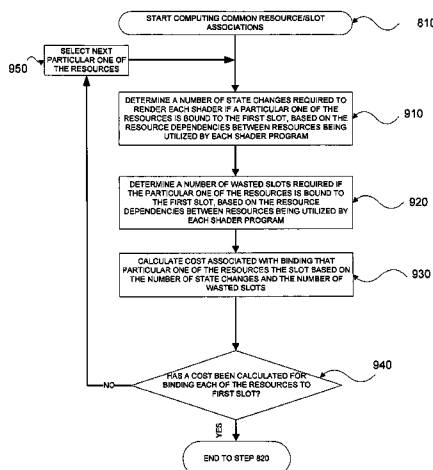 START COMPUTING COMMON RESOURCE/SLOT
ASSOCIATIONS
810
SELECT NEXT
PARTICULAR ONE OF
THE RESOURCES
950
DETERMINE A NUMBER OF STATE CHANGES REQUIRED TO
RENDER EACH SHADER IF A PARTICULAR ONE OF THE
RESOURCES IS BOUND TO THE FIRST SLOT, BASED ON THE
RESOURCE DEPENDENCIES BETWEEN RESOURCES BEING
UTILIZED BY EACH SHADER PROGRAM
910
DETERMINE A NUMBER OF WASTED SLOTS REQUIRED IF
THE PARTICULAR ONE OF THE RESOURCES IS BOUND TO
THE FIRST SLOT, BASED ON THE RESOURCE
DEPENDENCIES BETWEEN RESOURCES BEING UTILIZED BY
EACH SHADER PROGRAM
920
CALCULATE COST ASSOCIATED WITH BINDING THAT
PARTICULAR ONE OF THE RESOURCES THE SLOT BASED ON
THE NUMBER OF STATE CHANGES AND THE NUMBER OF
WASTED SLOTS
930
HAS A COST BEEN CALCULATED FOR
BINDING EACH OF THE RESOURCES TO
FIRST SLOT?
940
NO
YES
END TO STEP 820